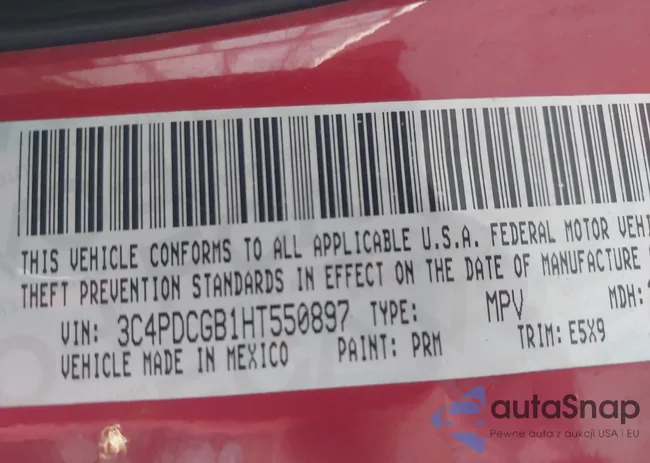 THIS VEHICLE CONFORMS TO ALL APPLICABLE U.S.A. FEDERAL MOTOR VEHI
THEFT PREVENTION STANDARDS IN EFFECT ON THE DATE OF MANUFACTURE
VIN: 3C4PDCGB1HT550897 TYPE: MPV MDH:
VEHICLE MADE IN MEXICO PAINT: PRM TRIM: E5X9
autaSnap
Pewne auta z aukcji USA i EU